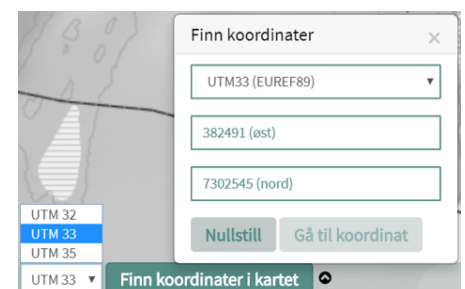 Finn koordinater ×
UTM33 (EUREF89)
382491 (øst)
7302545 (nord)
Nullstill Gå til koordinat
UTM 32
UTM 33
UTM 35
UTM 33 Finn koordinater i kartet